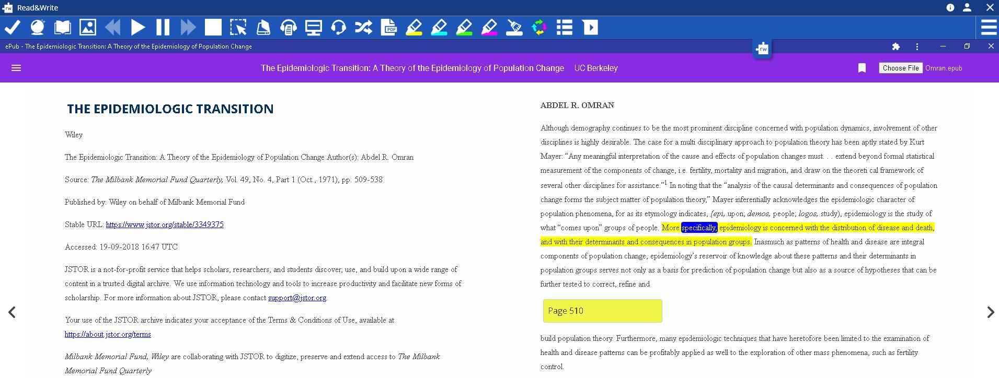 rw Read&Write
PDF
ePub - The Epidemiologic Transition: A Theory of the Epidemiology of Population Change
rw
The Epidemiologic Transition: A Theory of the Epidemiology of Population Change UC Berkeley
Choose File Omran.epub
THE EPIDEMIOLOGIC TRANSITION
Wiley
The Epidemiologic Transition: A Theory of the Epidemiology of Population Change Author(s): Abdel R. Omran
Source: The Milbank Memorial Fund Quarterly, Vol. 49, No. 4, Part 1 (Oct., 1971), pp. 509-538
Published by: Wiley on behalf of Milbank Memorial Fund
Stable URL: https://www.jstor.org/stable/3349375
Accessed: 19-09-2018 16:47 UTC
JSTOR is a not-for-profit service that helps scholars, researchers, and students discover, use, and build upon a wide range of
content in a trusted digital archive. We use information technology and tools to increase productivity and facilitate new forms of
scholarship. For more information about JSTOR, please contact support@jstor.org.
Your use of the JSTOR archive indicates your acceptance of the Terms & Conditions of Use, available at
https://about.jstor.org/terms
Milbank Memorial Fund, Wiley are collaborating with JSTOR to digitize, preserve and extend access to The Milbank
Memorial Fund Quarterly
ABDEL R. OMRAN
Although demography continues to be the most prominent discipline concerned with population dynamics, involvement of other
disciplines is highly desirable. The case for a multi disciplinary approach to population theory has been aptly stated by Kurt
Mayer: “Any meaningful interpretation of the cause and effects of population changes must. . . extend beyond formal statistical
measurement of the components of change, i.e. fertility, mortality and migration, and draw on the theoreti cal framework of
several other disciplines for assistance.”1 In noting that the “analysis of the causal determinants and consequences of population
change forms the subject matter of population theory,” Mayer inferentially acknowledges the epidemiologic character of
population phenomena, for as its etymology indicates, {epi, upon; demos, people; logos, study), epidemiology is the study of
what “comes upon” groups of people. More specifically, epidemiology is concerned with the distribution of disease and death,
and with their determinants and consequences in population groups. Inasmuch as patterns of health and disease are integral
components of population change, epidemiology’s reservoir of knowledge about these patterns and their determinants in
population groups serves not only as a basis for prediction of population change but also as a source of hypotheses that can be
further tested to correct, refine and
Page 510
build population theory. Furthermore, many epidemiologic techniques that have heretofore been limited to the examination of
health and disease patterns can be profitably applied as well to the exploration of other mass phenomena, such as fertility
control.